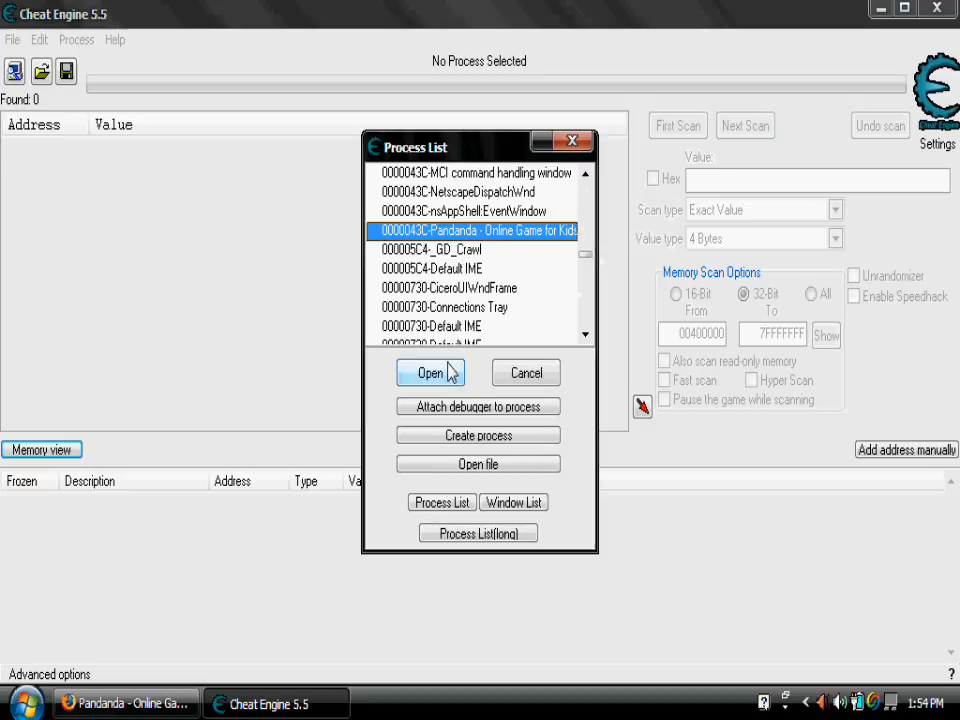 Cheat Engine 5.5
File Edit Process Help
No Process Selected
Found: 0
Address Value
First Scan Next Scan Undo scan
Cheat Engine
Settings
Value:
Hex
Scan type Exact Value
Value type 4 Bytes
Memory Scan Options
16-Bit 32-Bit All
From To
00400000 7FFFFFFF Show
Also scan read-only memory
Fast scan Hyper Scan
Pause the game while scanning
Unrandomizer
Enable Speedhack
Process List
0000043C-MCI command handling window
0000043C-NetscapeDispatchWnd
0000043C-nsAppShell:EventWindow
0000043C-Pandanda - Online Game for Kids
000005C4-_GD_Crawl
000005C4-Default IME
00000730-CiceroUIWndFrame
00000730-Connections Tray
00000730-Default IME
00000730-Default IME
Open Cancel
Attach debugger to process
Create process
Open file
Process List Window List
Process List(long)
Memory view
Add address manually
Frozen Description Address Type Va
Advanced options ?
Pandanda - Online Ga... Cheat Engine 5.5 1:54 PM